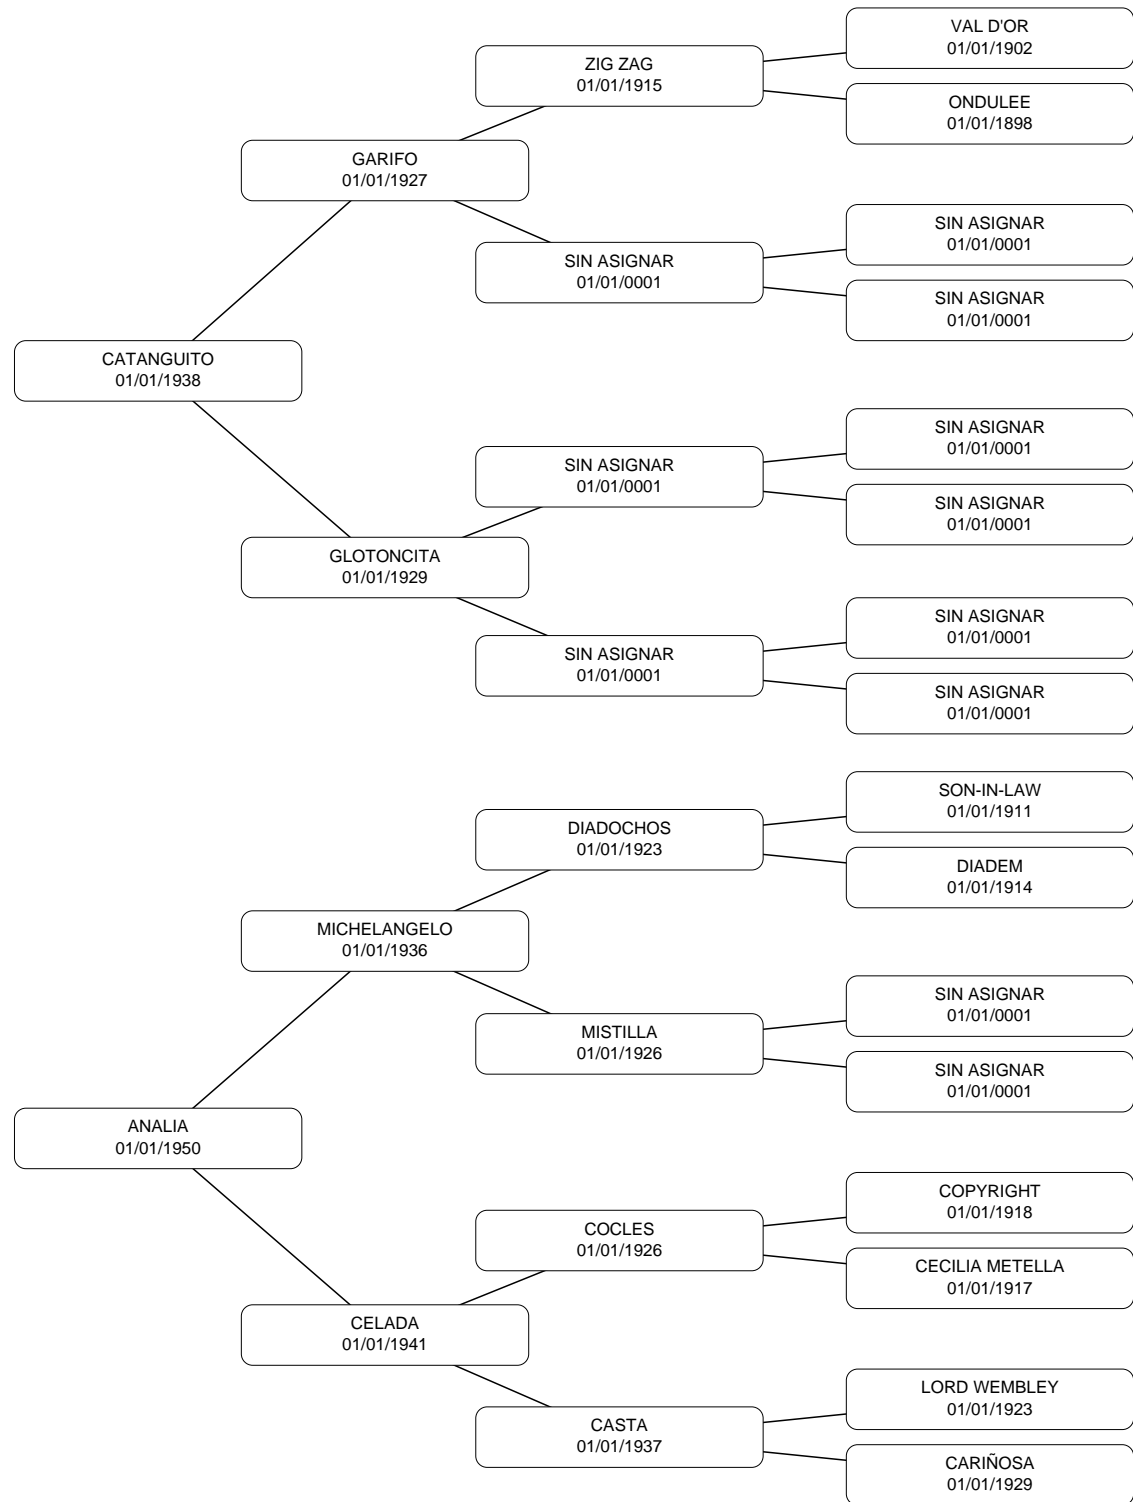 VAL D'OR
01/01/1902
ZIG ZAG
01/01/1915
ONDULEE
01/01/1898
GARIFO
01/01/1927
SIN ASIGNAR
01/01/0001
SIN ASIGNAR
01/01/0001
SIN ASIGNAR
01/01/0001
CATANGUITO
01/01/1938
SIN ASIGNAR
01/01/0001
SIN ASIGNAR
01/01/0001
SIN ASIGNAR
01/01/0001
GLOTONCITA
01/01/1929
SIN ASIGNAR
01/01/0001
SIN ASIGNAR
01/01/0001
SIN ASIGNAR
01/01/0001
SON-IN-LAW
01/01/1911
DIADOCHOS
01/01/1923
DIADEM
01/01/1914
MICHELANGELO
01/01/1936
SIN ASIGNAR
01/01/0001
MISTILLA
01/01/1926
SIN ASIGNAR
01/01/0001
ANALIA
01/01/1950
COPYRIGHT
01/01/1918
COCLES
01/01/1926
CECILIA METELLA
01/01/1917
CELADA
01/01/1941
LORD WEMBLEY
01/01/1923
CASTA
01/01/1937
CARIÑOSA
01/01/1929